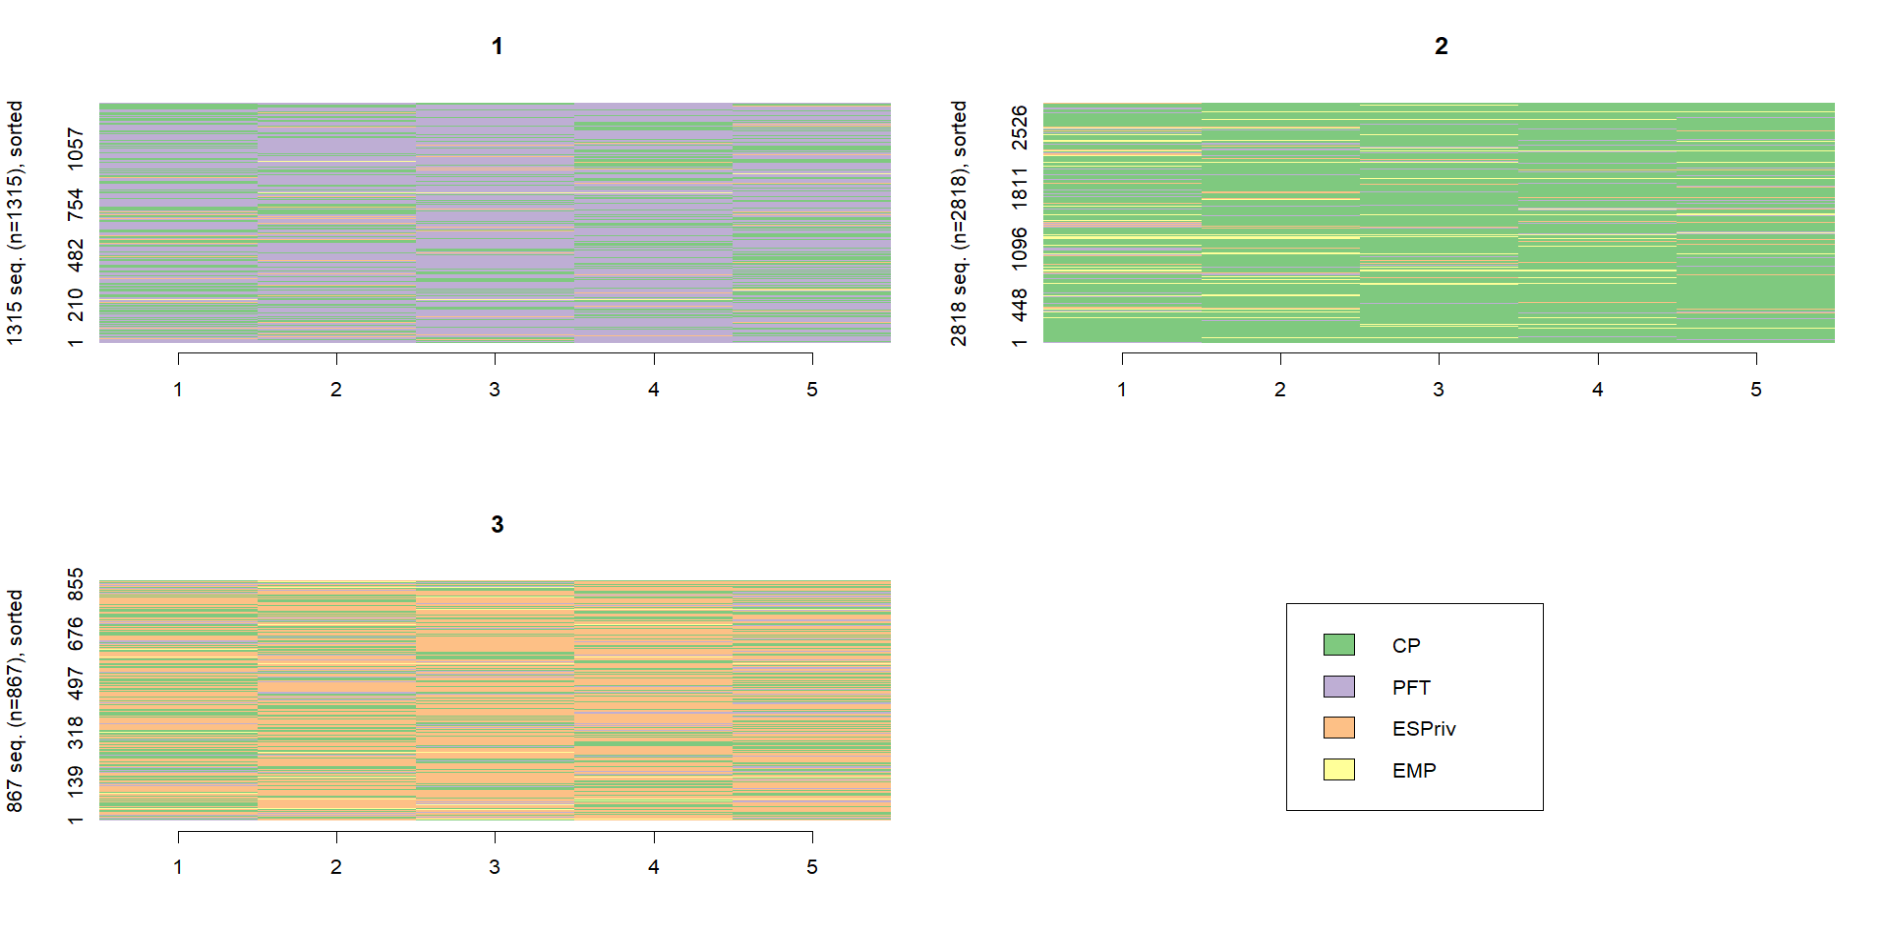 1
1315 seq. (n=1315), sorted
1 210 482 754 1057
1 2 3 4 5
2
2818 seq. (n=2818), sorted
1 448 1096 1811 2526
1 2 3 4 5
3
867 seq. (n=867), sorted
1 139 318 497 676 855
1 2 3 4 5
CP
PFT
ESPriv
EMP